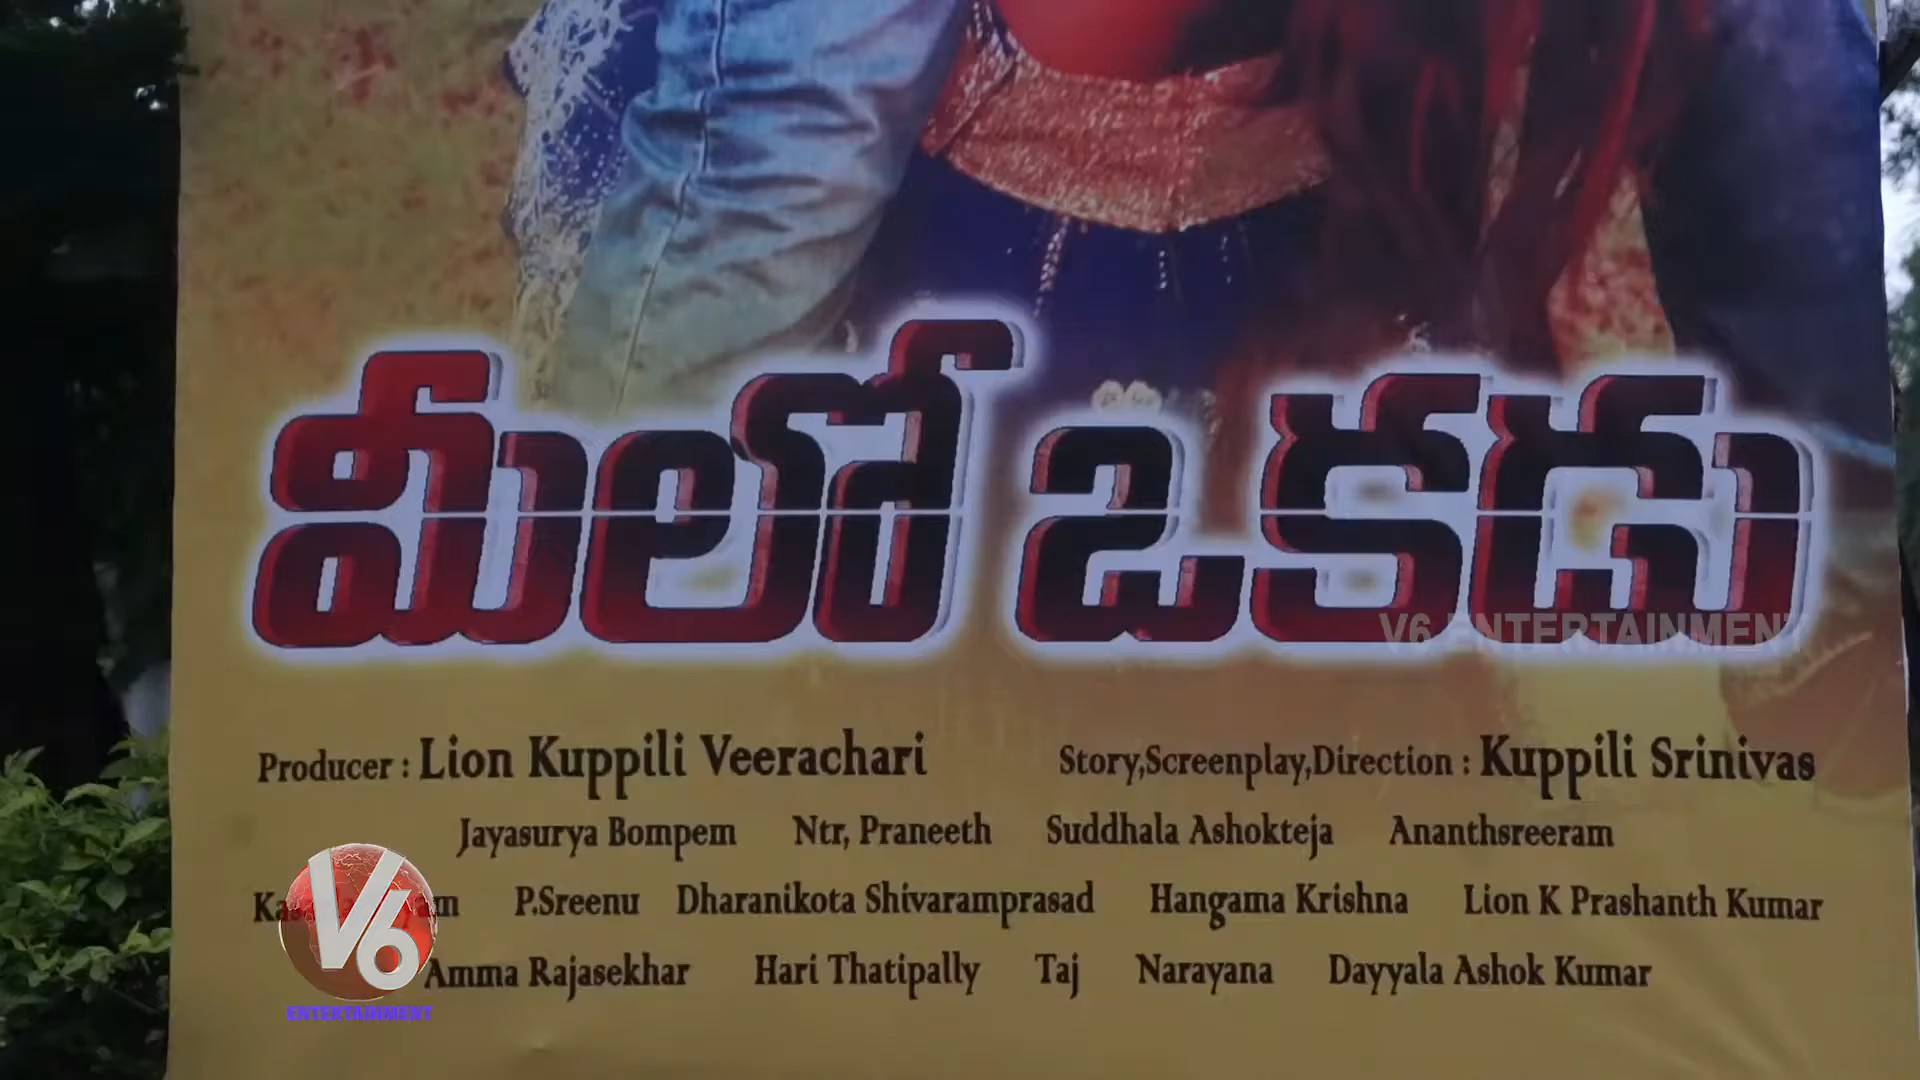 మీలో ఒకడు
V6 ENTERTAINMENT
Producer : Lion Kuppili Veerachari Story,Screenplay,Direction : Kuppili Srinivas
Jayasurya Bompem Ntr, Praneeth Suddhala Ashokteja Ananthsreeram
P.Sreenu Dharanikota Shivaramprasad Hangama Krishna Lion K Prashanth Kumar
Amma Rajasekhar Hari Thatipally Taj Narayana Dayyala Ashok Kumar
V6
ENTERTAINMENT